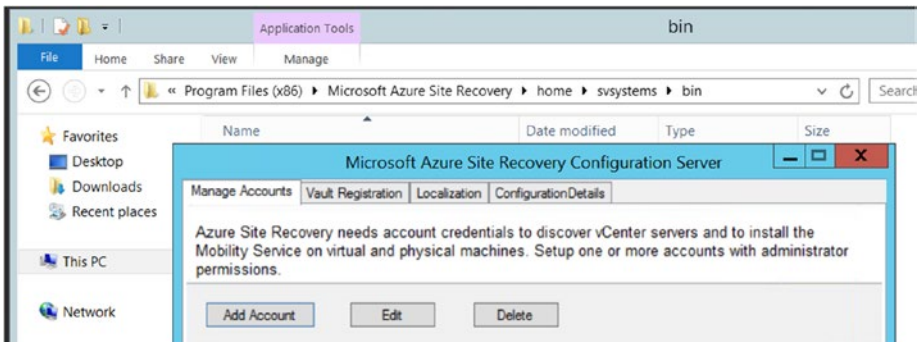 Application Tools
bin
File Home Share View Manage
« Program Files (x86) Microsoft Azure Site Recovery home svsystems bin
Search
Favorites
Desktop
Downloads
Recent places
This PC
Network
Name Date modified Type Size
Microsoft Azure Site Recovery Configuration Server
Manage Accounts Vault Registration Localization ConfigurationDetails
Azure Site Recovery needs account credentials to discover vCenter servers and to install the
Mobility Service on virtual and physical machines. Setup one or more accounts with administrator
permissions.
Add Account Edit Delete